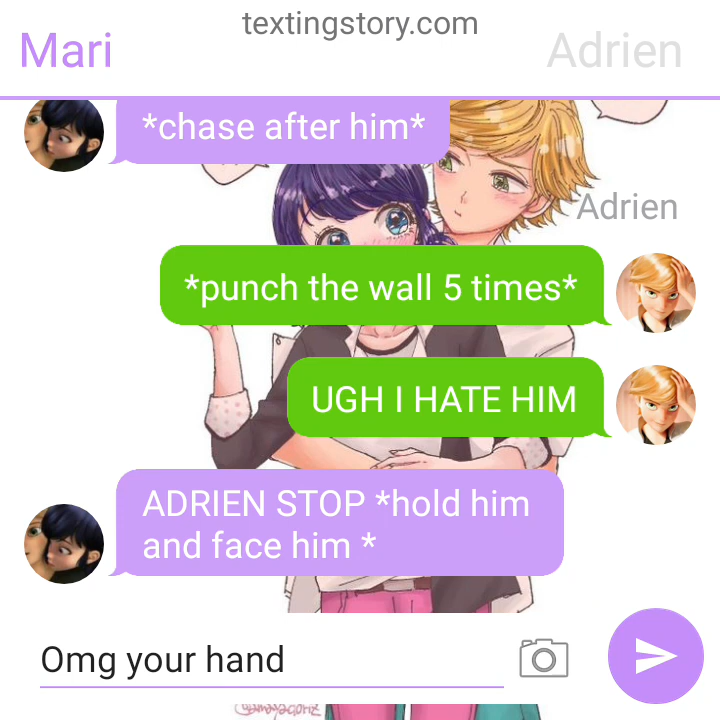 textingstory.com
Mari
Adrien
*chase after him*
Adrien
*punch the wall 5 times*
UGH I HATE HIM
ADRIEN STOP *hold him
and face him *
Omg your hand